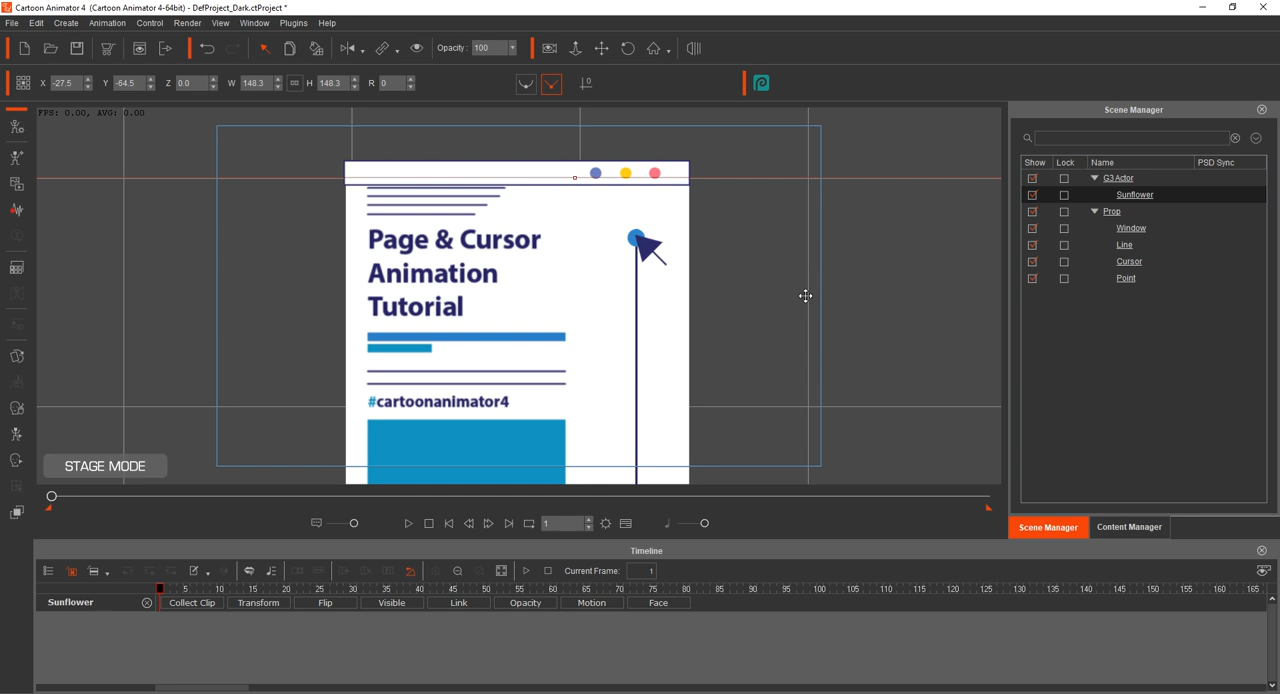 Cartoon Animator 4 (Cartoon Animator 4-64bit) - DefProject_Dark.ctProject *
File Edit Create Animation Control Render View Window Plugins Help
Opacity: 100
X -27.5 Y -64.5 Z 0.0 W 148.3 H 148.3 R 0
FPS: 0.00, AVG: 0.00
Page & Cursor
Animation
Tutorial
#cartoonanimator4
STAGE MODE
1
Scene Manager
Show Lock Name PSD Sync
G3 Actor
Sunflower
Prop
Window
Line
Cursor
Point
Scene Manager Content Manager
Timeline
Current Frame: 1
5 10 15 20 25 30 35 40 45 50 55 60 65 70 75 80 85 90 95 100 105 110 115 120 125 130 135 140 145 150 155 160 165
Sunflower Collect Clip Transform Flip Visible Link Opacity Motion Face